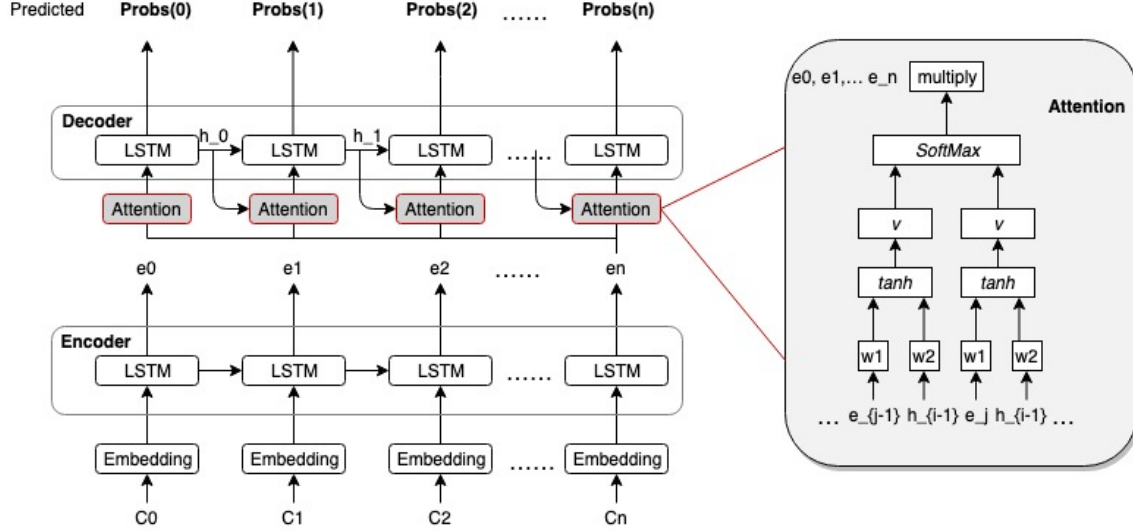 Predicted Probs(0) Probs(1) Probs(2) ...... Probs(n)
Decoder
h_0 h_1
LSTM LSTM LSTM ...... LSTM
Attention Attention Attention Attention
e0 e1 e2 ...... en
Encoder
LSTM LSTM LSTM ...... LSTM
Embedding Embedding Embedding ...... Embedding
C0 C1 C2 Cn
e0, e1,... e_n multiply
Attention
SoftMax
v v
tanh tanh
w1 w2 w1 w2
... e_{j-1} h_{i-1} e_j h_{i-1} ...